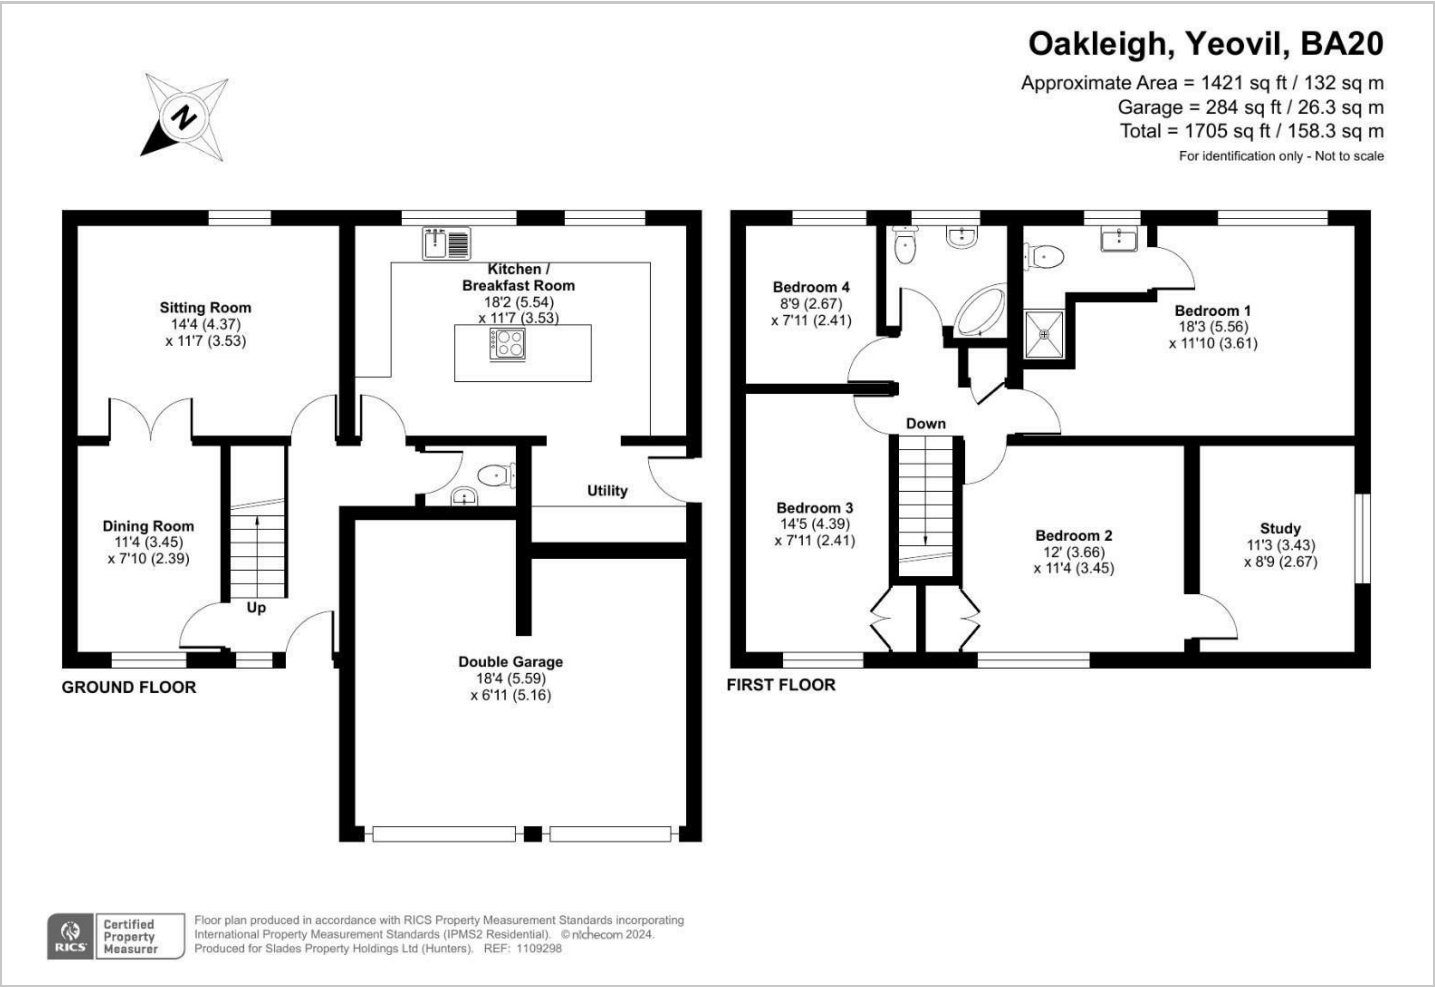 Oakleigh, Yeovil, BA20
Approximate Area = 1421 sq ft / 132 sq m
Garage = 284 sq ft / 26.3 sq m
Total = 1705 sq ft / 158.3 sq m
For identification only - Not to scale
N
Sitting Room
14'4 (4.37)
x 11'7 (3.53)
Kitchen /
Breakfast Room
18'2 (5.54)
x 11'7 (3.53)
Dining Room
11'4 (3.45)
x 7'10 (2.39)
Up
Utility
Double Garage
18'4 (5.59)
x 6'11 (5.16)
GROUND FLOOR
Bedroom 4
8'9 (2.67)
x 7'11 (2.41)
Bedroom 1
18'3 (5.56)
x 11'10 (3.61)
Down
Bedroom 3
14'5 (4.39)
x 7'11 (2.41)
Bedroom 2
12' (3.66)
x 11'4 (3.45)
Study
11'3 (3.43)
x 8'9 (2.67)
FIRST FLOOR
RICS
Certified
Property
Measurer
Floor plan produced in accordance with RICS Property Measurement Standards incorporating
International Property Measurement Standards (IPMS2 Residential). © nichecom 2024.
Produced for Slades Property Holdings Ltd (Hunters). REF: 1109298